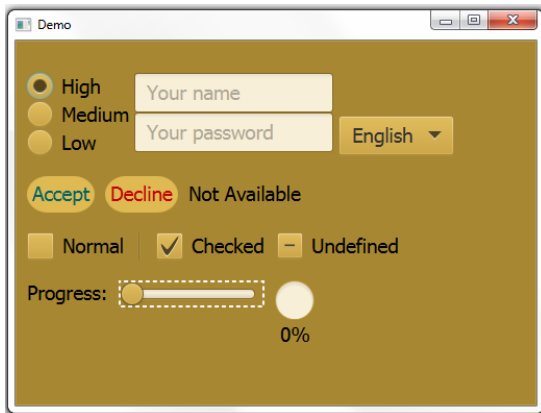 Demo
High
Your name
Medium
Your password
English
Low
Accept Decline Not Available
Normal Checked Undefined
Progress:
0%